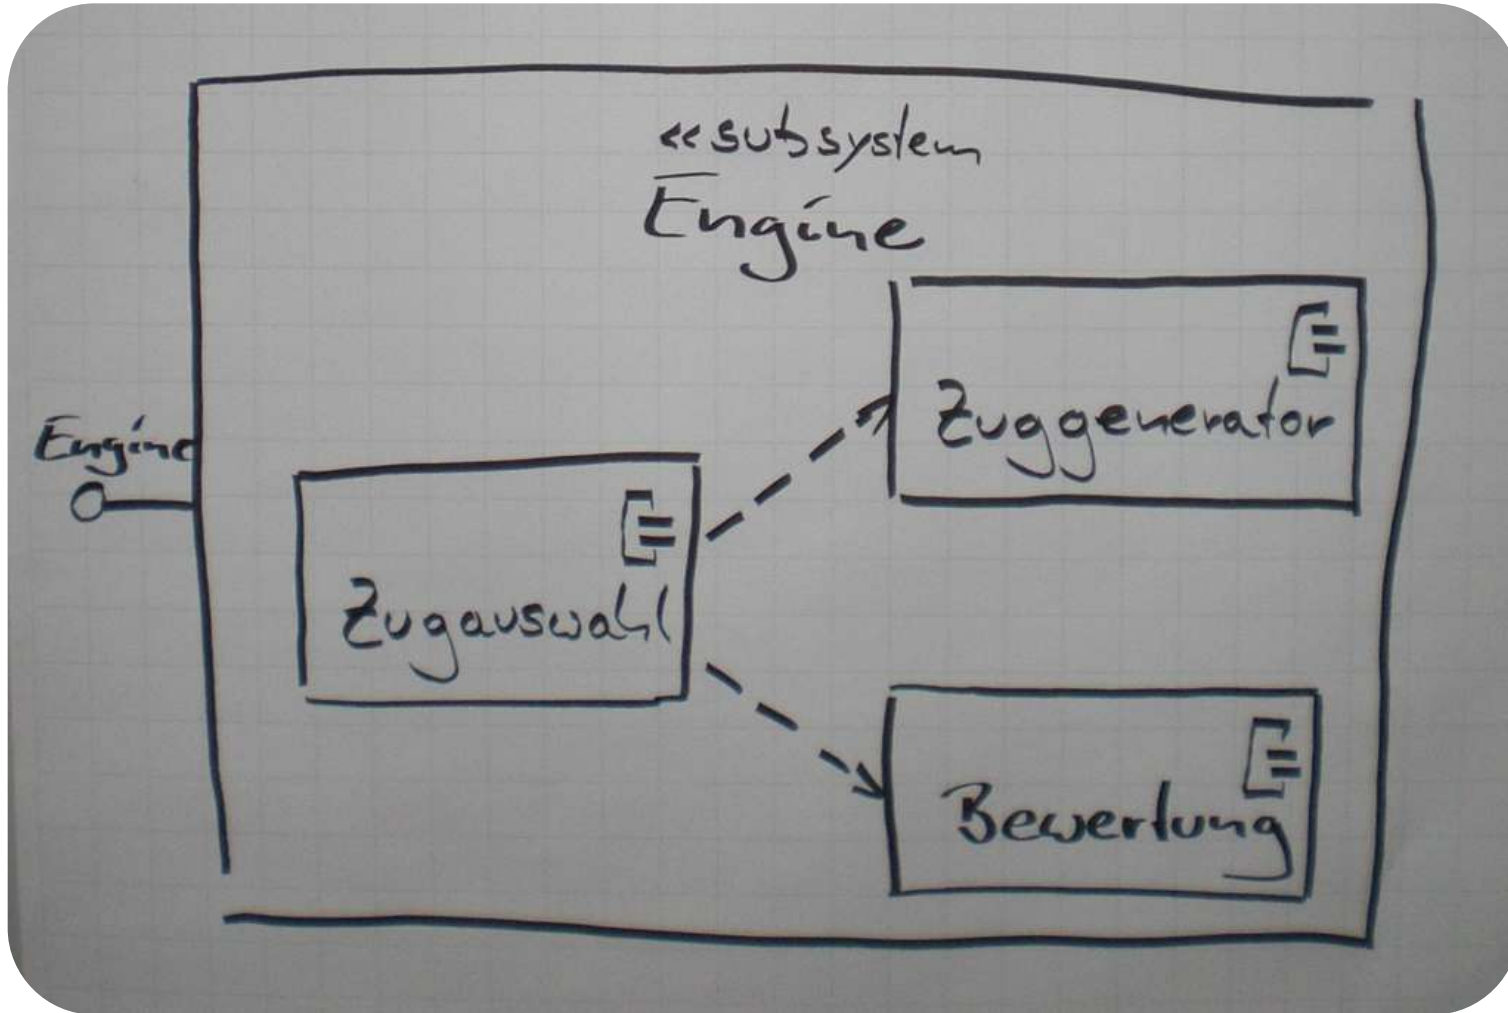 «subsystem
Engine
Engine
Zuggenerator
Zugauswahl
Bewertung